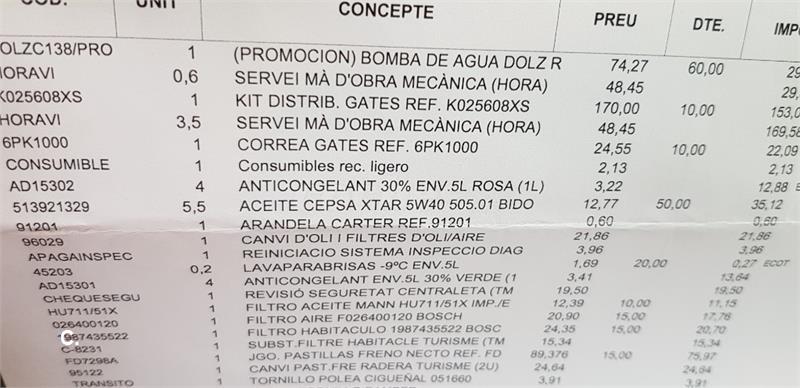 COD. UNIT CONCEPTE PREU DTE.
OLZC138/PRO 1 (PROMOCION) BOMBA DE AGUA DOLZ R 74,27 60,00 29
HORAVI 0,6 SERVEI MÀ D'OBRA MECÀNICA (HORA) 48,45 29,
K025608XS 1 KIT DISTRIB. GATES REF. K025608XS 170,00 10,00 153,0
HORAVI 3,5 SERVEI MÀ D'OBRA MECÀNICA (HORA) 48,45 169,58
6PK1000 1 CORREA GATES REF. 6PK1000 24,55 10,00 22,09
CONSUMIBLE 1 Consumibles rec. ligero 2,13 2,13
AD15302 4 ANTICONGELANT 30% ENV.5L ROSA (1L) 3,22 12,88
513921329 5,5 ACEITE CEPSA XTAR 5W40 505.01 BIDO 12,77 50,00 35,12
91201 1 ARANDELA CARTER REF.91201 0,60 0,60
96029 1 CANVI D'OLI I FILTRES D'OLI/AIRE 21,86 21,86
APAGAINSPEC 1 REINICIACIO SISTEMA INSPECCIO DIAG 3,96 3,96
45203 0,2 LAVAPARABRISAS -9ºC ENV.5L 1,69 20,00 0,27 ECOT
AD15301 4 ANTICONGELANT ENV.5L 30% VERDE (1 3,41 13,64
CHEQUESEGU 1 REVISIÓ SEGURETAT CENTRALETA (TM 19,50 19,50
HU711/51X 1 FILTRO ACEITE MANN HU711/51X IMP./E 12,39 10,00 11,15
026400120 1 FILTRO AIRE F026400120 BOSCH 20,90 15,00 17,76
1987435522 1 FILTRO HABITACULO 1987435522 BOSC 24,35 15,00 20,70
C-8231 1 SUBST.FILTRE HABITACLE TURISME (TM 15,34 15,34
FD7298A 1 JGO. PASTILLAS FRENO NECTO REF. FD 89,376 15,00 75,97
95122 1 CANVI PAST.FRE RADERA TURISME (2U) 24,64 24,64
TRANSITO 1 TORNILLO POLEA CIGUEÑAL 051660 3,91 3,91